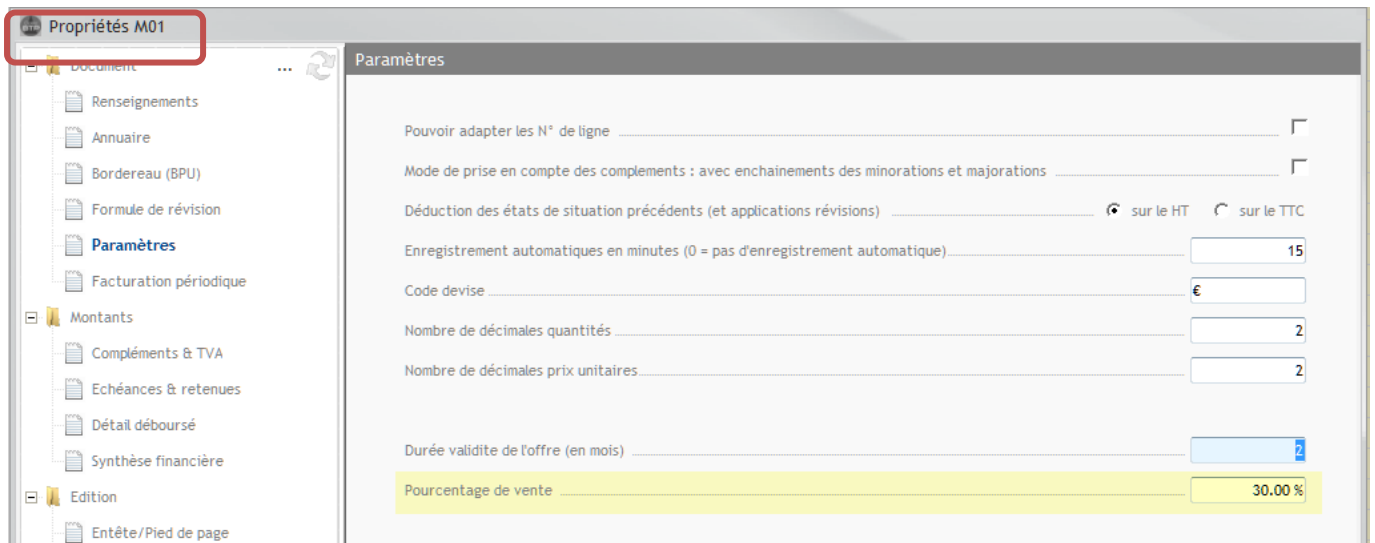 Propriétés M01
Document ...
Renseignements
Annuaire
Bordereau (BPU)
Formule de révision
Paramètres
Facturation périodique
Montants
Compléments & TVA
Echéances & retenues
Détail déboursé
Synthèse financière
Edition
Entête/Pied de page
Paramètres
Pouvoir adapter les N° de ligne
Mode de prise en compte des complements : avec enchainements des minorations et majorations
Déduction des états de situation précédents (et applications révisions) sur le HT sur le TTC
Enregistrement automatiques en minutes (0 = pas d'enregistrement automatique) 15
Code devise €
Nombre de décimales quantités 2
Nombre de décimales prix unitaires 2
Durée validite de l'offre (en mois) 2
Pourcentage de vente 30.00 %